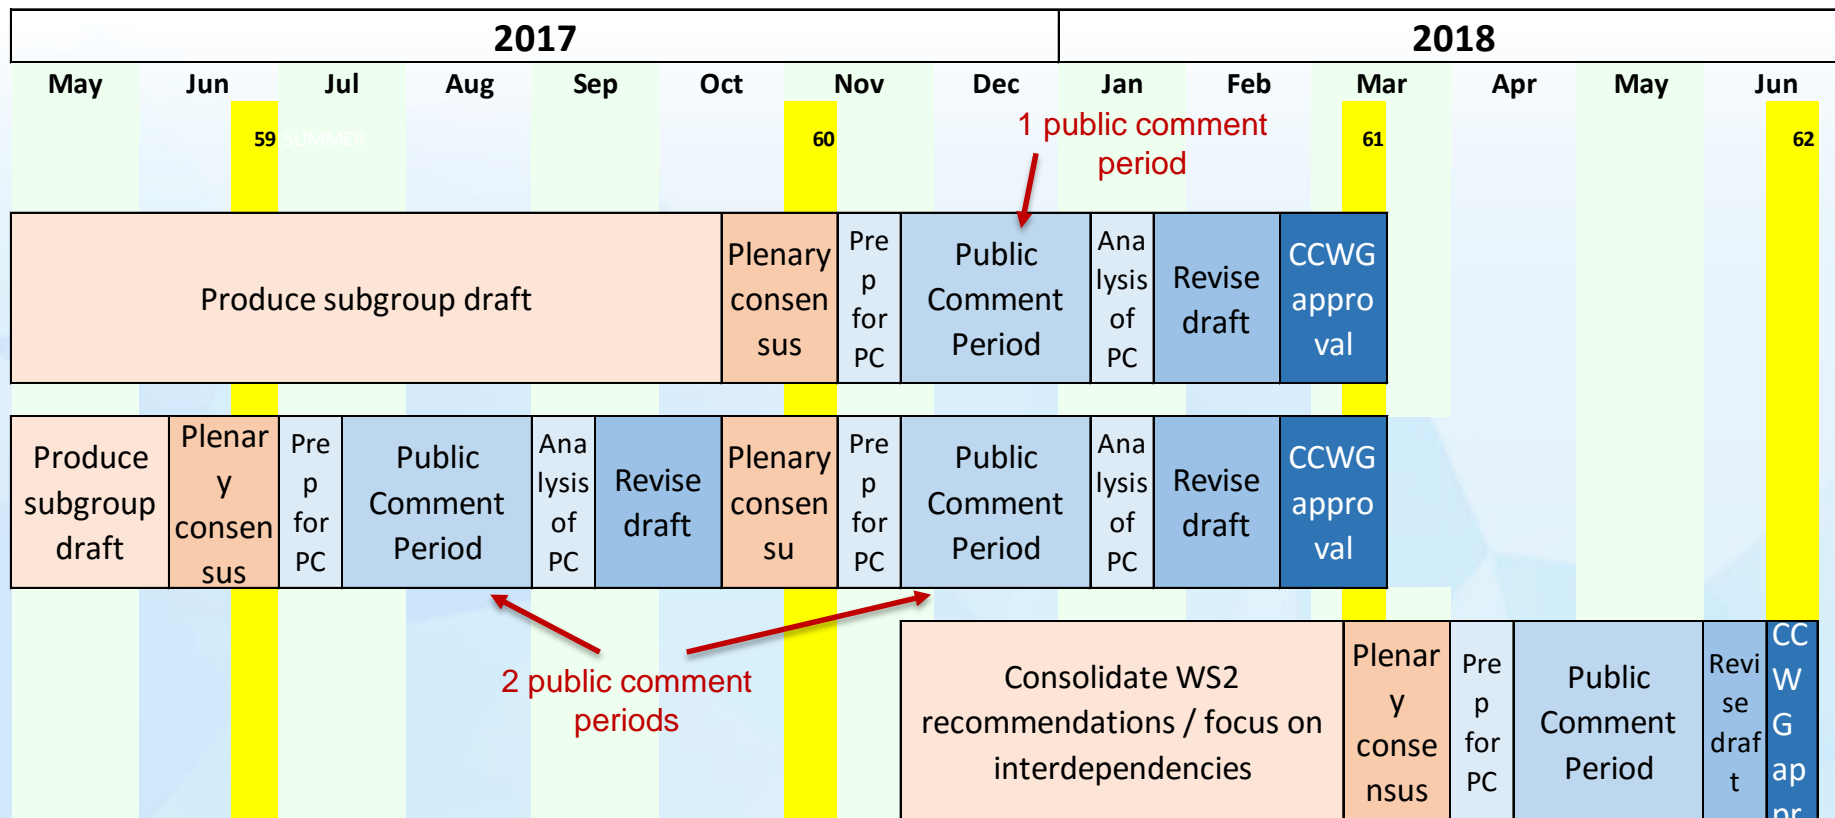 2017 2018
May Jun Jul Aug Sep Oct Nov Dec Jan Feb Mar Apr May Jun
59 SUMMER 60 61 62
1 public comment
period
Produce subgroup draft
Plenary
consen
sus
Pre
p
for
PC
Public
Comment
Period
Ana
lysis
of
PC
Revise
draft
CCWG
appro
val
Produce
subgroup
draft
Plenar
y
consen
sus
Pre
p
for
PC
Public
Comment
Period
Ana
lysis
of
PC
Revise
draft
Plenary
consen
su
Pre
p
for
PC
Public
Comment
Period
Ana
lysis
of
PC
Revise
draft
CCWG
appro
val
2 public comment
periods
Consolidate WS2
recommendations / focus on
interdependencies
Plenar
y
conse
nsus
Pre
p
for
PC
Public
Comment
Period
Revi
se
draf
t
CC
W
G
ap
pr